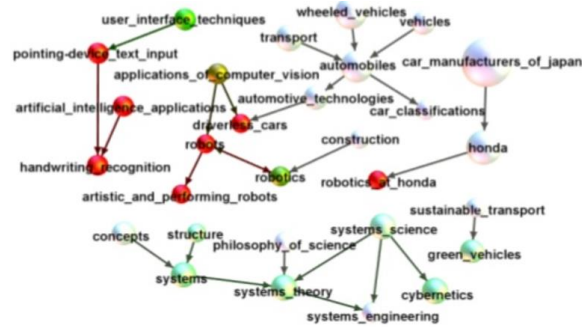 user_interface_techniques
wheeled_vehicles
vehicles
transport
pointing-device_text_input
automobiles
car_manufacturers_of_japan
applications_of_computer_vision
artificial_intelligence_applications
automotive_technologies
car_classifications
driverless_cars
robots
construction
honda
handwriting_recognition
robotics
robotics_at_honda
artistic_and_performing_robots
sustainable_transport
concepts
structure
systems_science
philosophy_of_science
green_vehicles
systems
systems_theory
cybernetics
systems_engineering